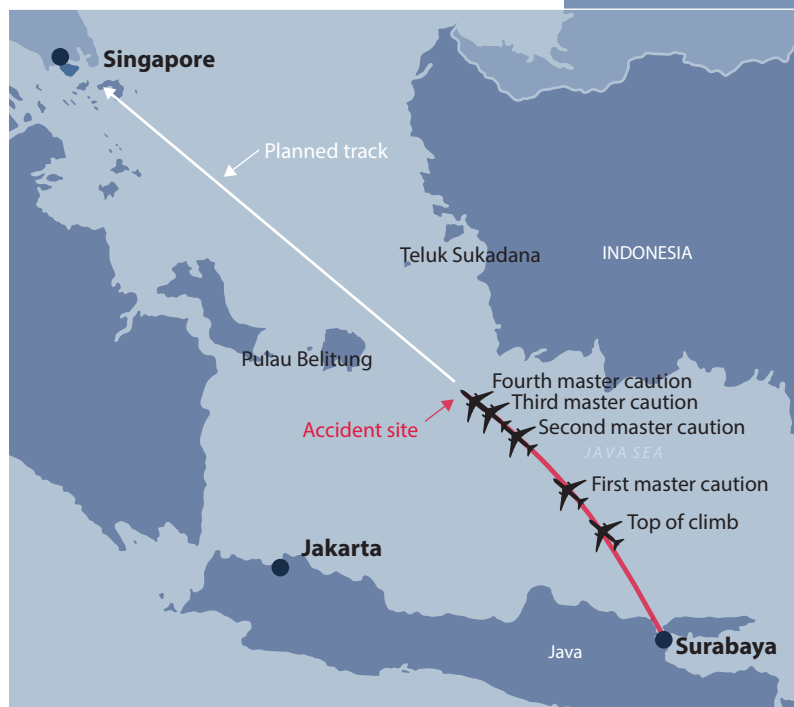 Singapore
Planned track
Teluk Sukadana
INDONESIA
Pulau Belitung
Fourth master caution
Third master caution
Accident site
Second master caution
JAVA SEA
First master caution
Top of climb
Jakarta
Java
Surabaya